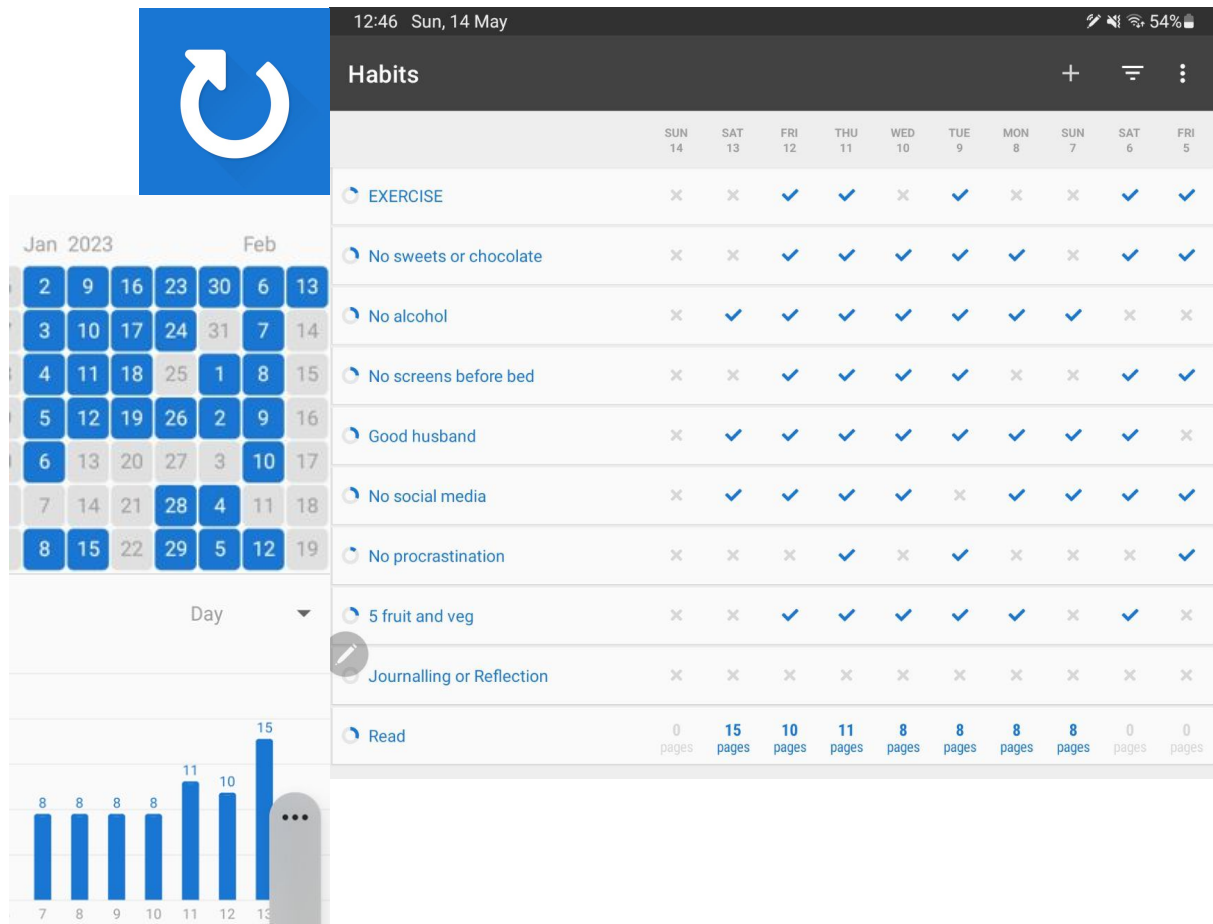 12:46 Sun, 14 May 54%
Habits
SUN SAT FRI THU WED TUE MON SUN SAT FRI
14 13 12 11 10 9 8 7 6 5
EXERCISE
No sweets or chocolate
No alcohol
No screens before bed
Good husband
No social media
No procrastination
5 fruit and veg
Journalling or Reflection
Read 0 15 10 11 8 8 8 8 0 0
pages pages pages pages pages pages pages pages pages pages
Jan 2023 Feb
2 9 16 23 30 6 13
3 10 17 24 31 7 14
4 11 18 25 1 8 15
5 12 19 26 2 9 16
6 13 20 27 3 10 17
7 14 21 28 4 11 18
8 15 22 29 5 12 19
Day
8 8 8 8 11 10 15
7 8 9 10 11 12 13